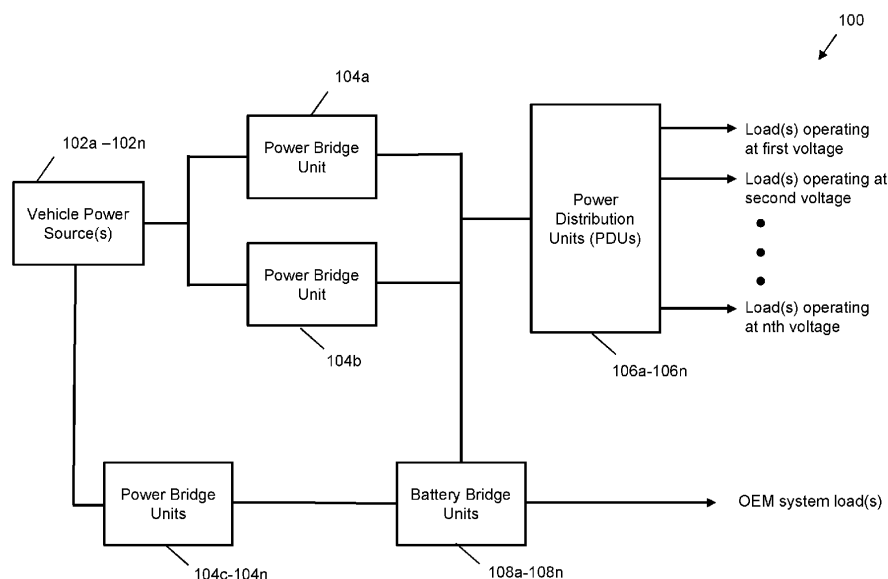 100
104a
102a –102n
Power Bridge
Unit
Load(s) operating
at first voltage
Load(s) operating at
second voltage
Vehicle Power
Source(s)
Power
Distribution
Units (PDUs)
Power Bridge
Unit
Load(s) operating
at nth voltage
104b
106a-106n
Power Bridge
Units
Battery Bridge
Units
OEM system load(s)
104c-104n
108a-108n